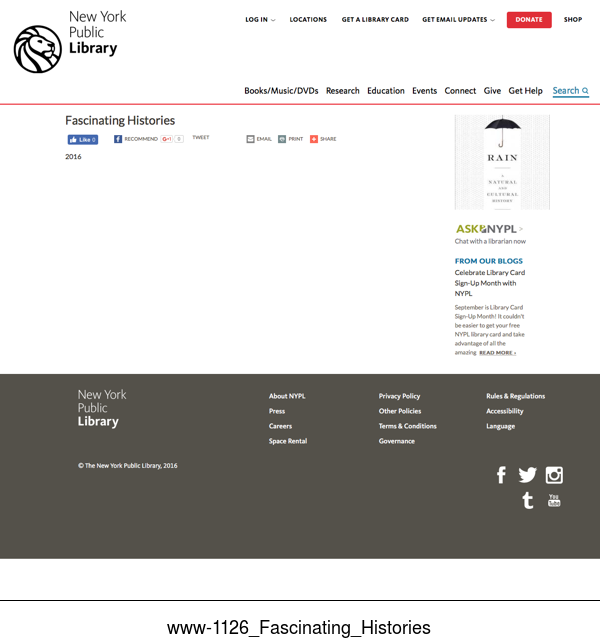 New York
Public
Library
LOG IN
LOCATIONS
GET A LIBRARY CARD
GET EMAIL UPDATES
DONATE
SHOP
Books/Music/DVDs Research Education Events Connect Give Get Help Search
Fascinating Histories
Like 0 RECOMMEND G+1 0 TWEET EMAIL PRINT SHARE
2016
RAIN
A
NATURAL
AND
CULTURAL
HISTORY
ASK NYPL >
Chat with a librarian now
FROM OUR BLOGS
Celebrate Library Card
Sign-Up Month with
NYPL
September is Library Card
Sign-Up Month! It couldn't
be easier to get your free
NYPL library card and take
advantage of all the
amazing READ MORE ›
New York
Public
Library
About NYPL
Press
Careers
Space Rental
Privacy Policy
Other Policies
Terms & Conditions
Governance
Rules & Regulations
Accessibility
Language
© The New York Public Library, 2016
You
Tube
www-1126_Fascinating_Histories